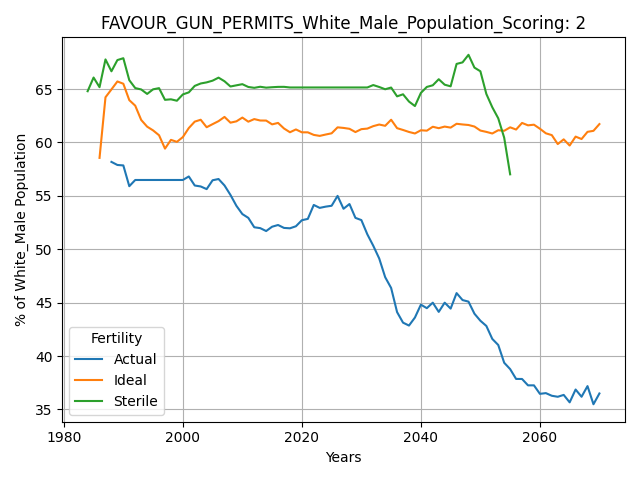 FAVOUR_GUN_PERMITS_White_Male_Population_Scoring: 2
% of White_Male Population
65
60
55
50
45
40
35
Fertility
Actual
Ideal
Sterile
1980
2000
2020
2040
2060
Years